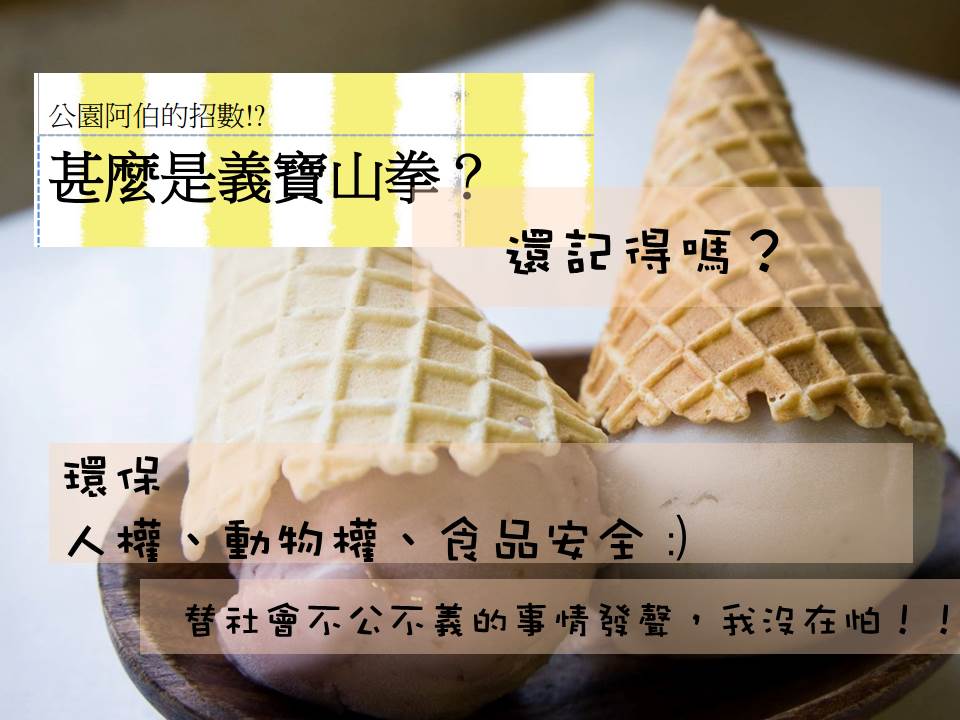 公園阿伯的招數!?
甚麼是義寶山拳？
還記得嗎？
環保
人權、動物權、食品安全 :)
替社會不公不義的事情發聲，我沒在怕！！